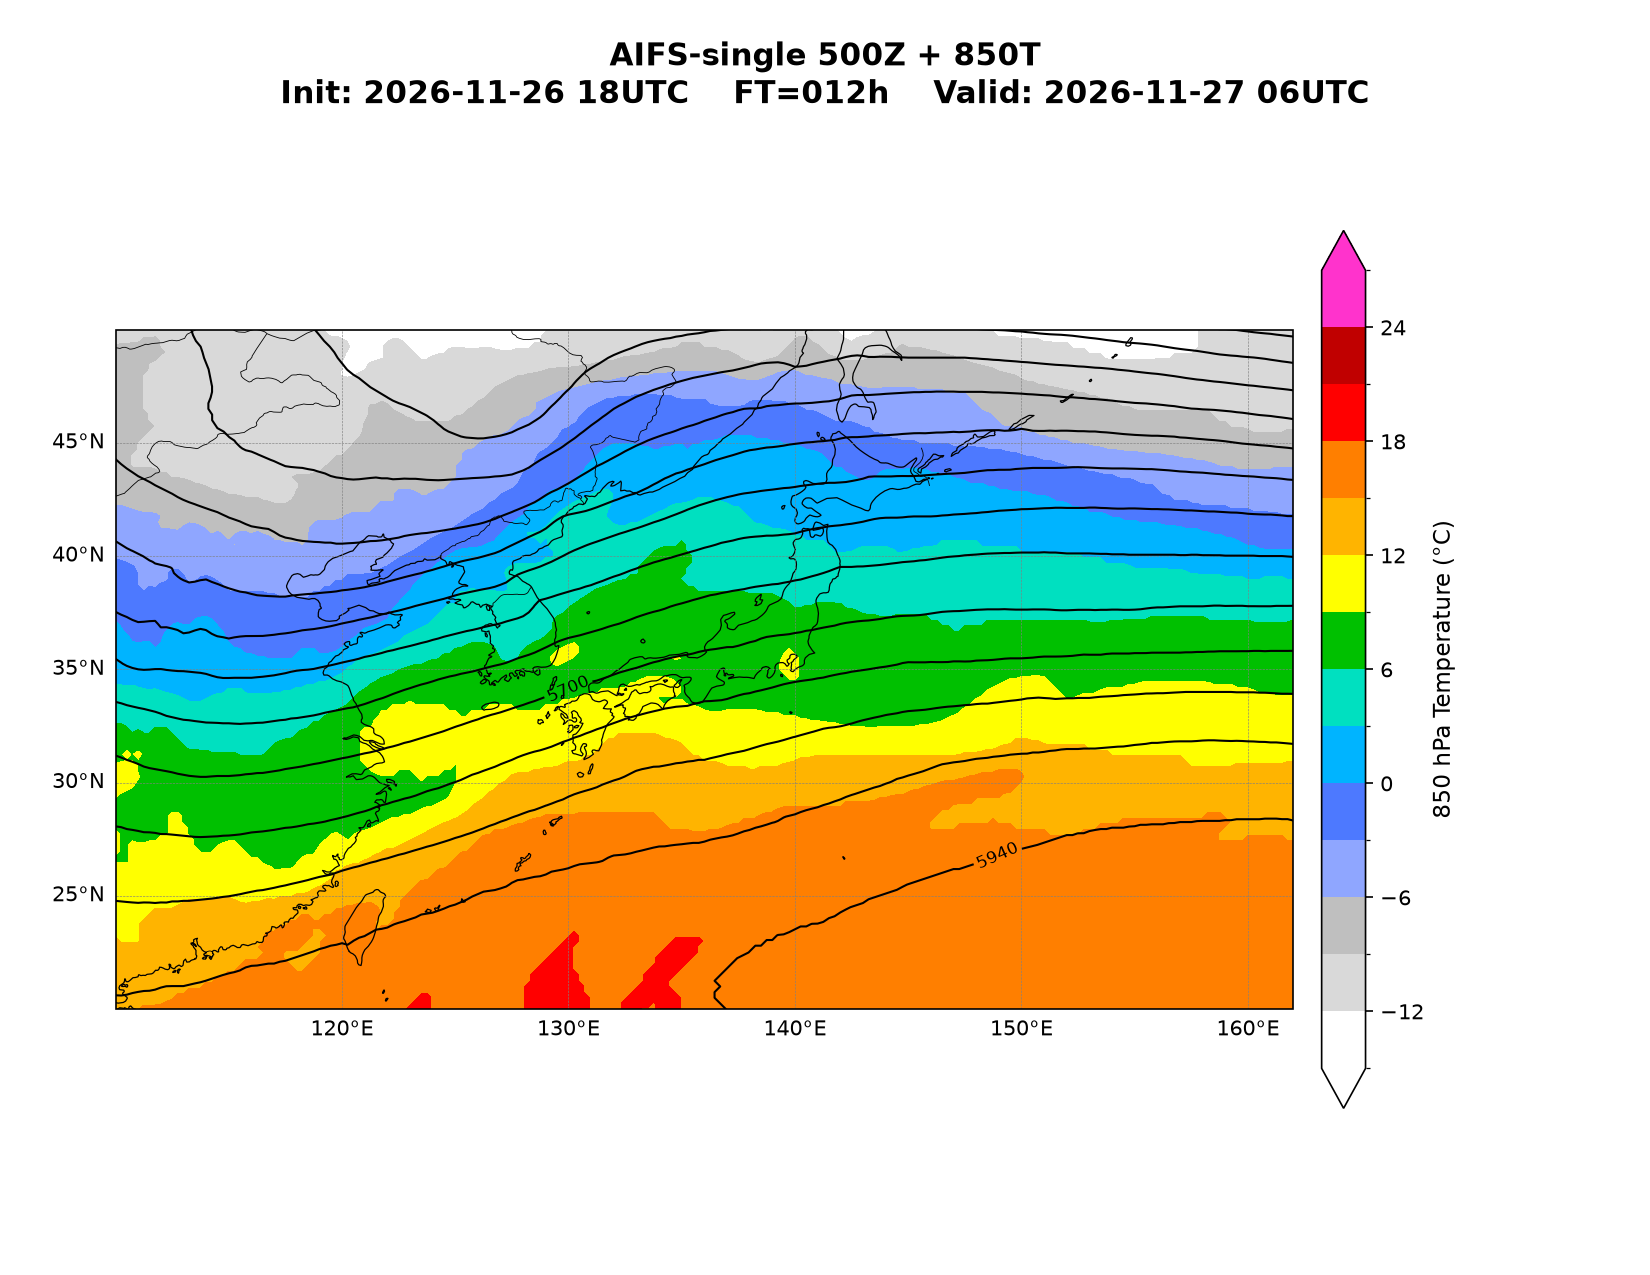 AIFS-single 500Z + 850T
Init: 2026-11-26 18UTC    FT=012h    Valid: 2026-11-27 06UTC
45°N
40°N
35°N
30°N
25°N
120°E
130°E
140°E
150°E
160°E
5700
5940
24
18
12
6
0
−6
−12
850 hPa Temperature (°C)